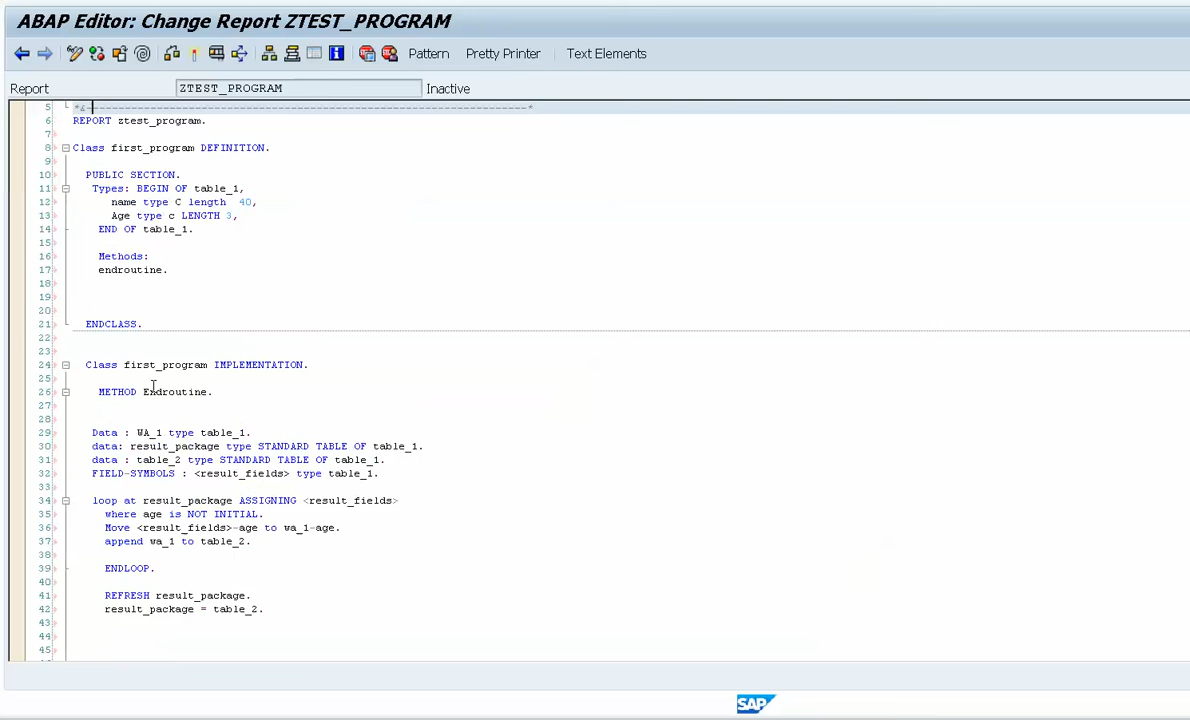 ABAP Editor: Change Report ZTEST_PROGRAM
Pattern Pretty Printer Text Elements
Report ZTEST_PROGRAM Inactive
5 *&---------------------------------------------------------------------*
6 REPORT ztest_program.
7
8 Class first_program DEFINITION.
9
10 PUBLIC SECTION.
11 Types: BEGIN OF table_1,
12 name type C length 40,
13 Age type c LENGTH 3,
14 END OF table_1.
15
16 Methods:
17 endroutine.
18
19
20
21 ENDCLASS.
22
23
24 Class first_program IMPLEMENTATION.
25
26 METHOD Endroutine.
27
28
29 Data : WA_1 type table_1.
30 data: result_package type STANDARD TABLE OF table_1.
31 data : table_2 type STANDARD TABLE OF table_1.
32 FIELD-SYMBOLS : <result_fields> type table_1.
33
34 loop at result_package ASSIGNING <result_fields>
35 where age is NOT INITIAL.
36 Move <result_fields>-age to wa_1-age.
37 append wa_1 to table_2.
38
39 ENDLOOP.
40
41 REFRESH result_package.
42 result_package = table_2.
43
44
45
SAP